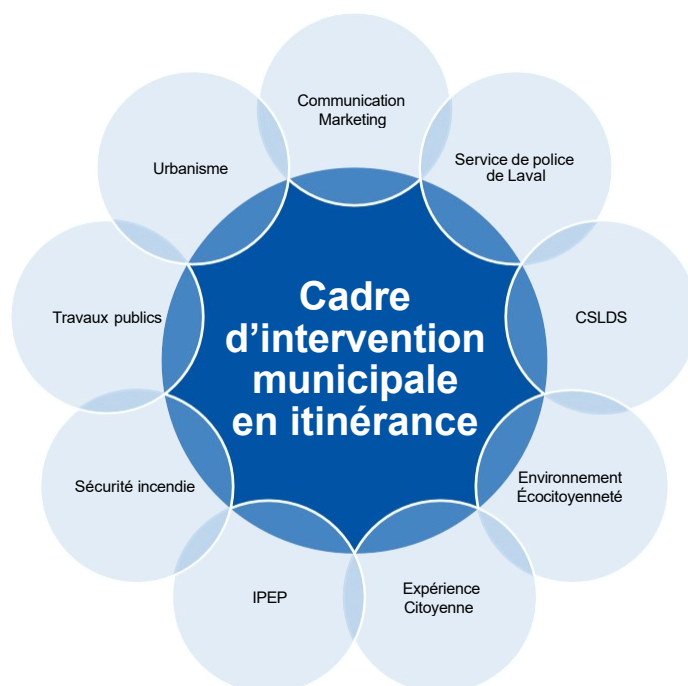 Communication
Marketing
Service de police
de Laval
CSLDS
Environnement
Écocitoyenneté
Expérience
Citoyenne
IPEP
Sécurité incendie
Travaux publics
Urbanisme
Cadre
d’intervention
municipale
en itinérance